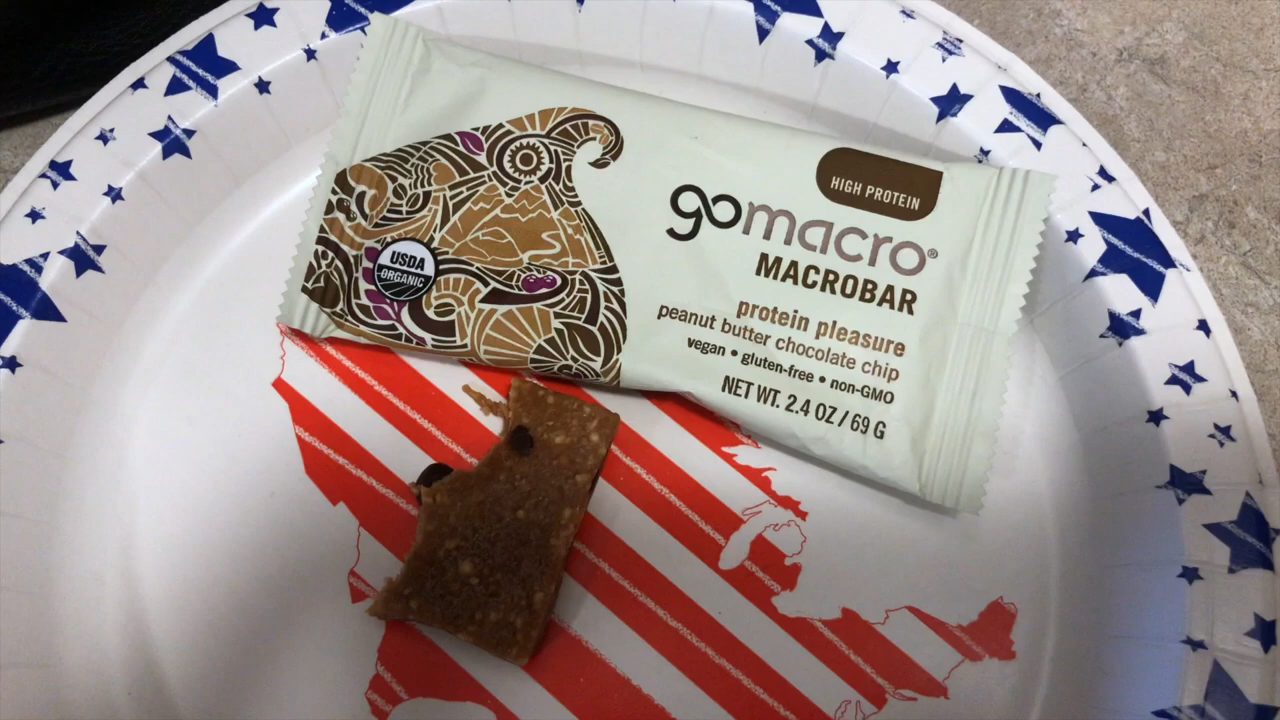 HIGH PROTEIN
gomacro®
MACROBAR
protein pleasure
peanut butter chocolate chip
vegan • gluten-free • non-GMO
NET WT. 2.4 OZ / 69 G
USDA
ORGANIC